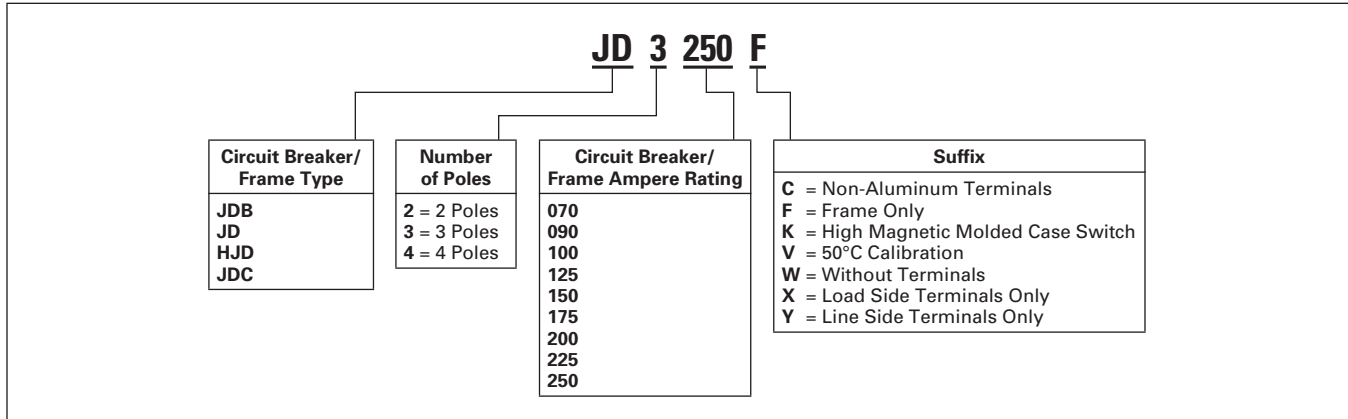 JD 3 250 F
Circuit Breaker/
Frame Type
JDB
JD
HJD
JDC
Number
of Poles
2 = 2 Poles
3 = 3 Poles
4 = 4 Poles
Circuit Breaker/
Frame Ampere Rating
070
090
100
125
150
175
200
225
250
Suffix
C = Non-Aluminum Terminals
F = Frame Only
K = High Magnetic Molded Case Switch
V = 50°C Calibration
W = Without Terminals
X = Load Side Terminals Only
Y = Line Side Terminals Only